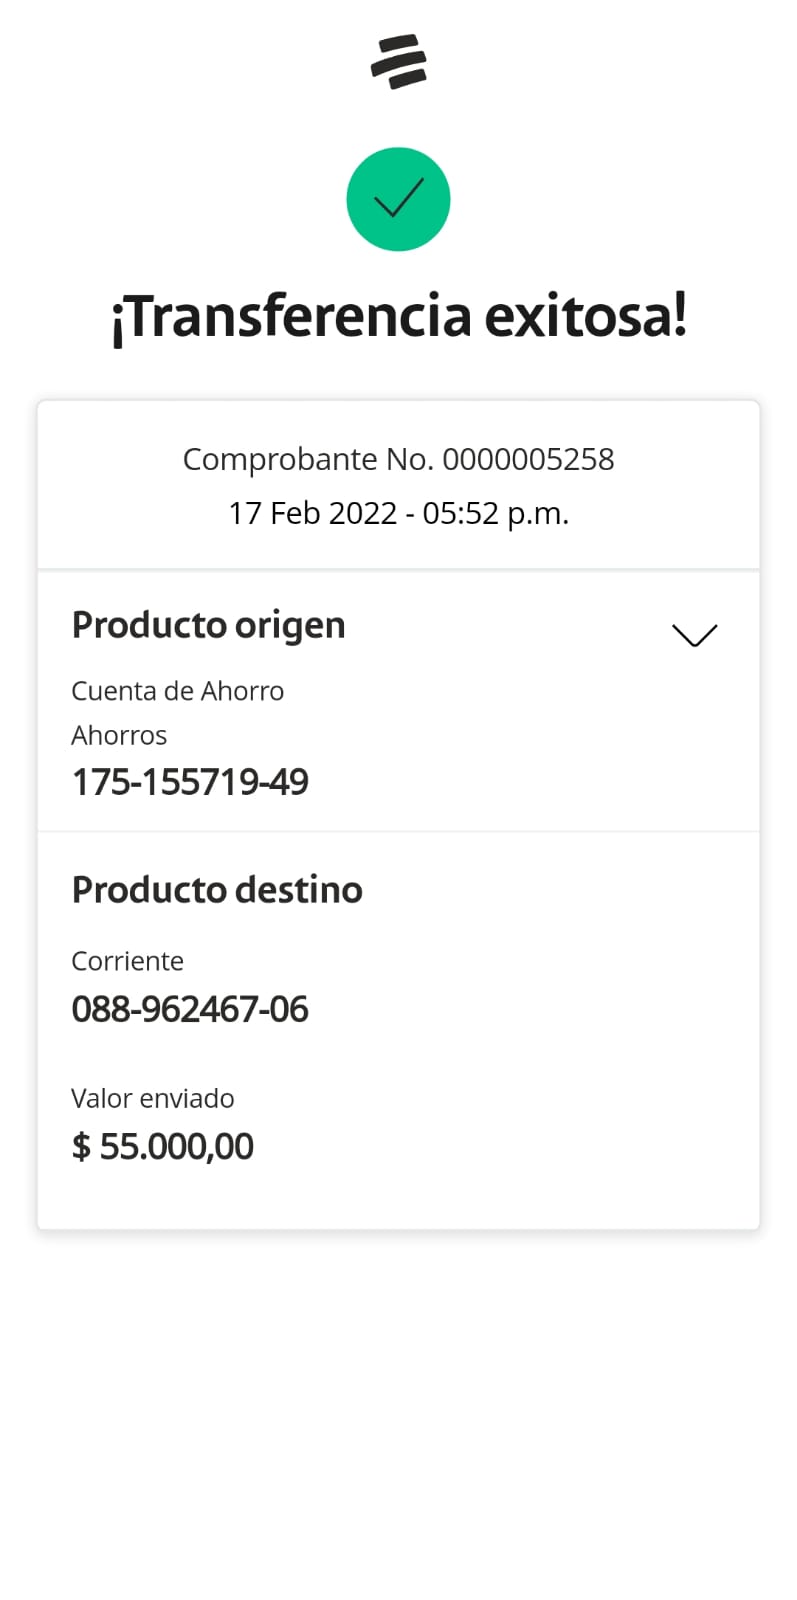 ¡Transferencia exitosa!
Comprobante No. 0000005258
17 Feb 2022 - 05:52 p.m.
Producto origen
Cuenta de Ahorro
Ahorros
175-155719-49
Producto destino
Corriente
088-962467-06
Valor enviado
$ 55.000,00